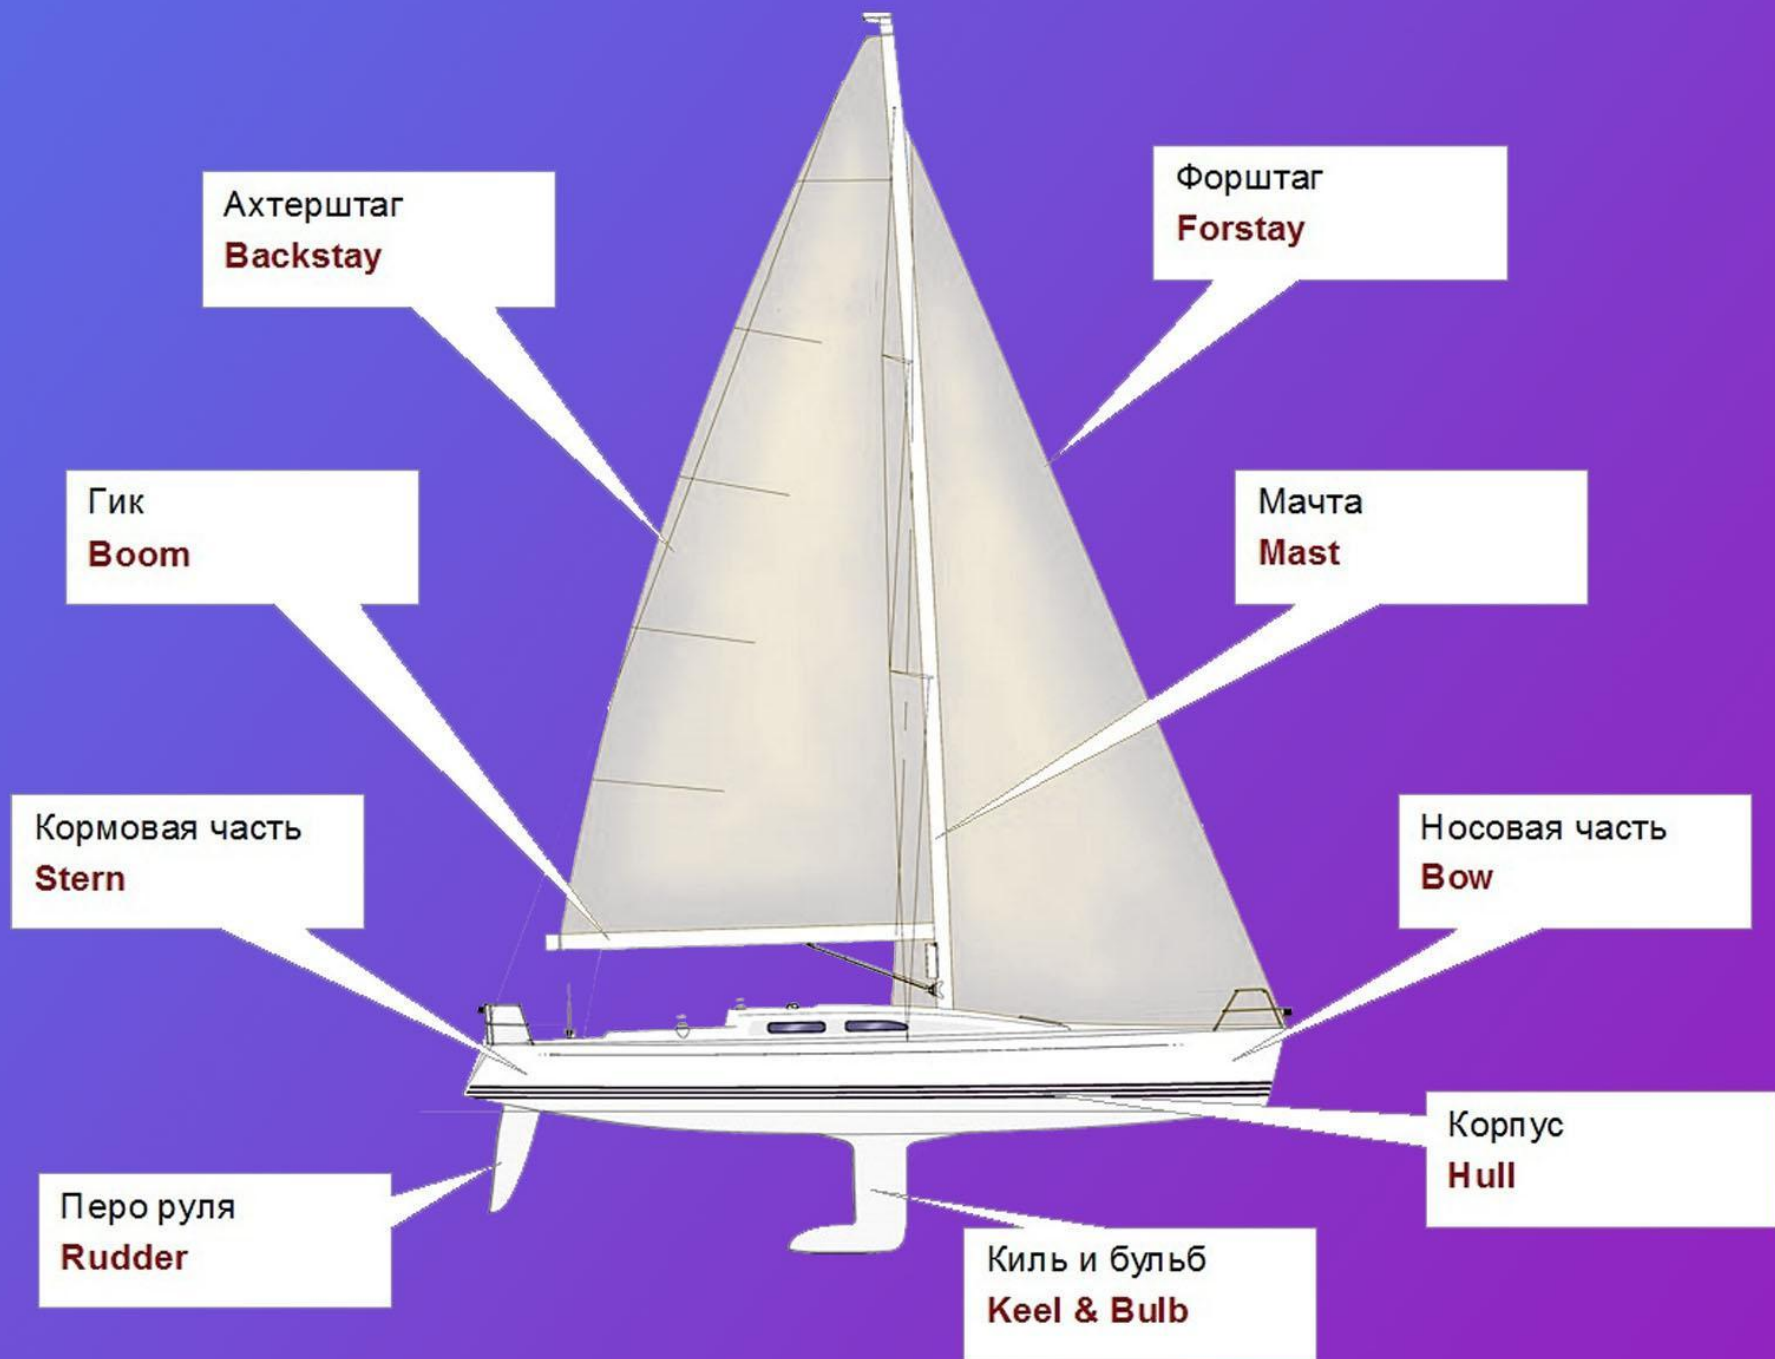 Ахтерштаг
Backstay
Форштаг
Forstay
Гик
Boom
Мачта
Mast
Кормовая часть
Stern
Носовая часть
Bow
Корпус
Hull
Перо руля
Rudder
Киль и бульб
Keel & Bulb